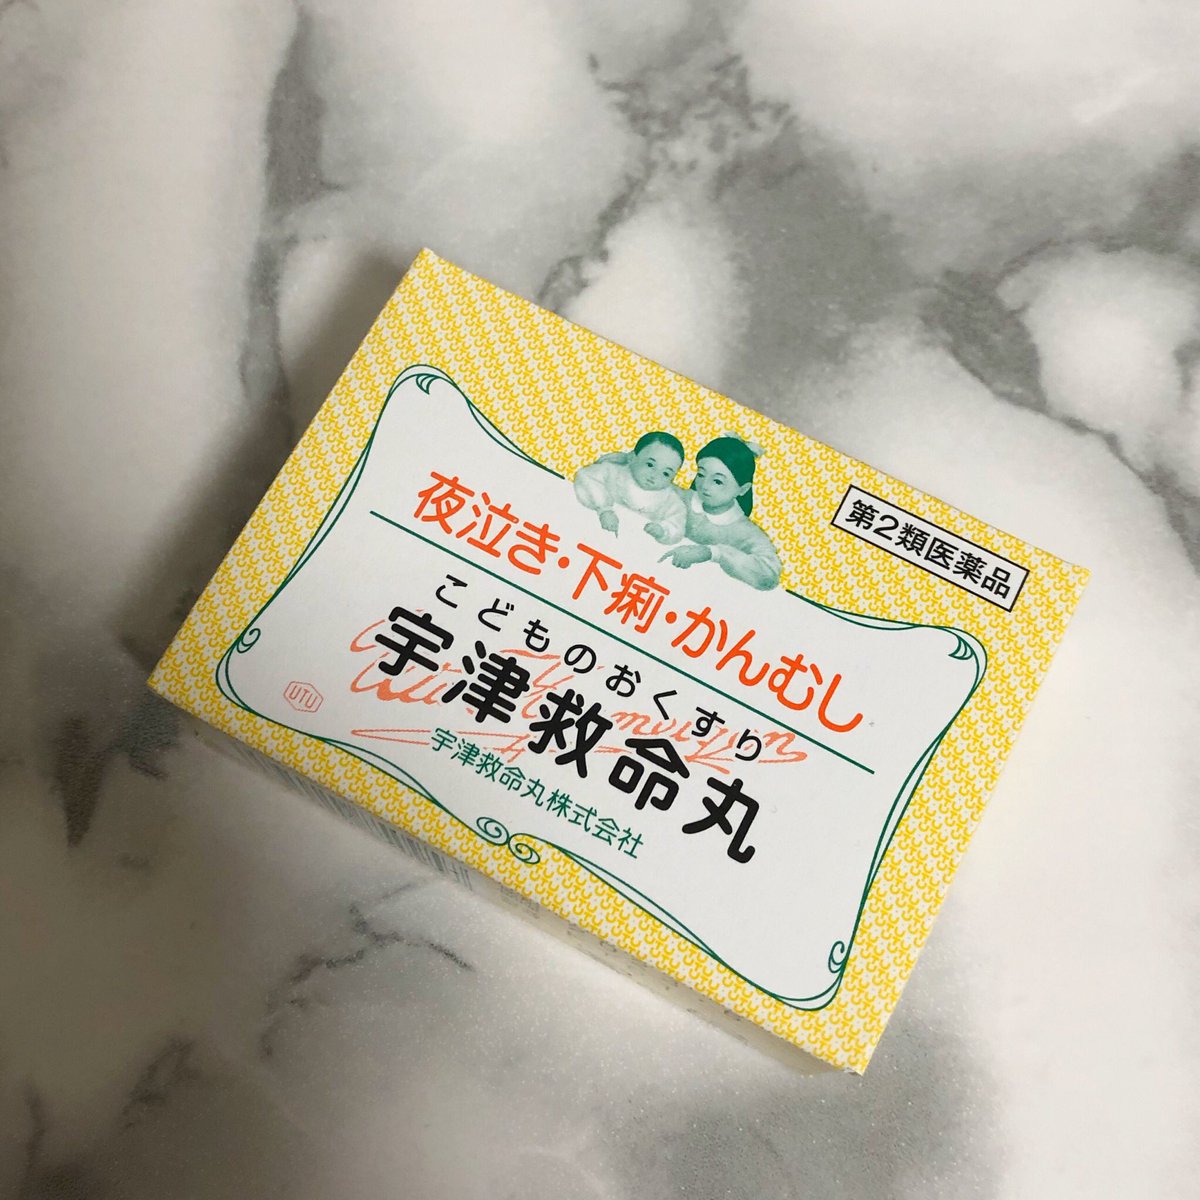 第2類医薬品
夜泣き・下痢・かんむし
こどものおくすり
宇津救命丸
宇津救命丸株式会社
UTU